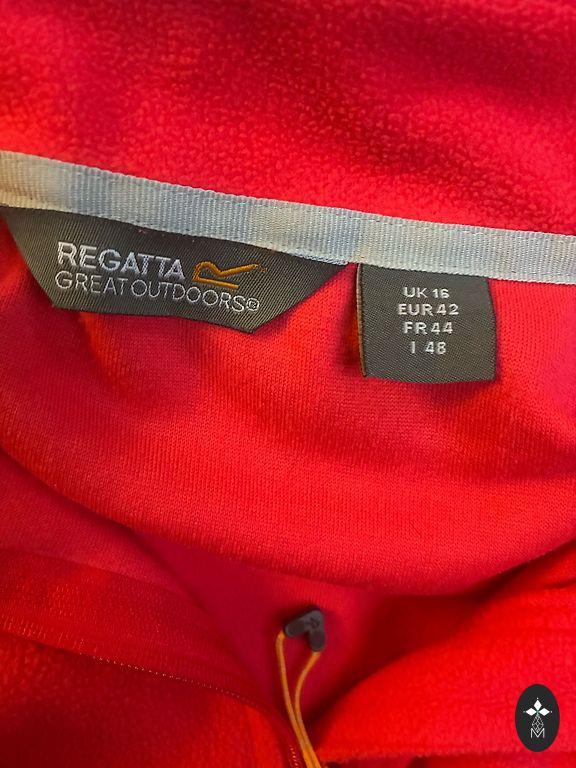 REGATTA
GREAT OUTDOORS®
UK 16
EUR 42
FR 44
I 48
M